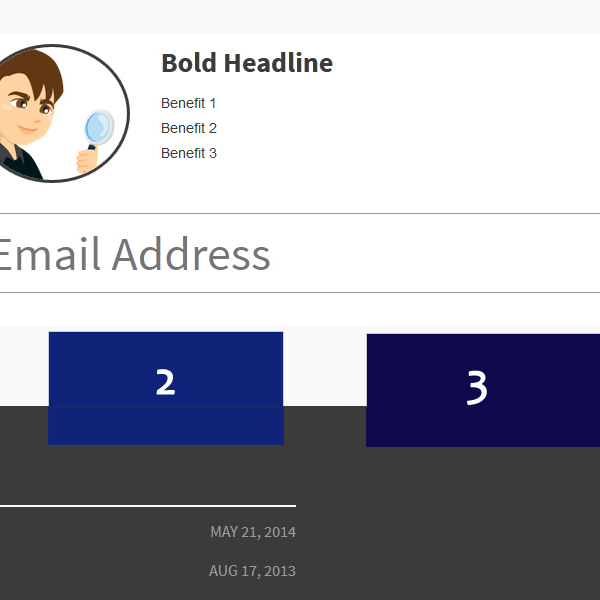 Bold Headline
Benefit 1
Benefit 2
Benefit 3
Email Address
2
3
MAY 21, 2014
AUG 17, 2013